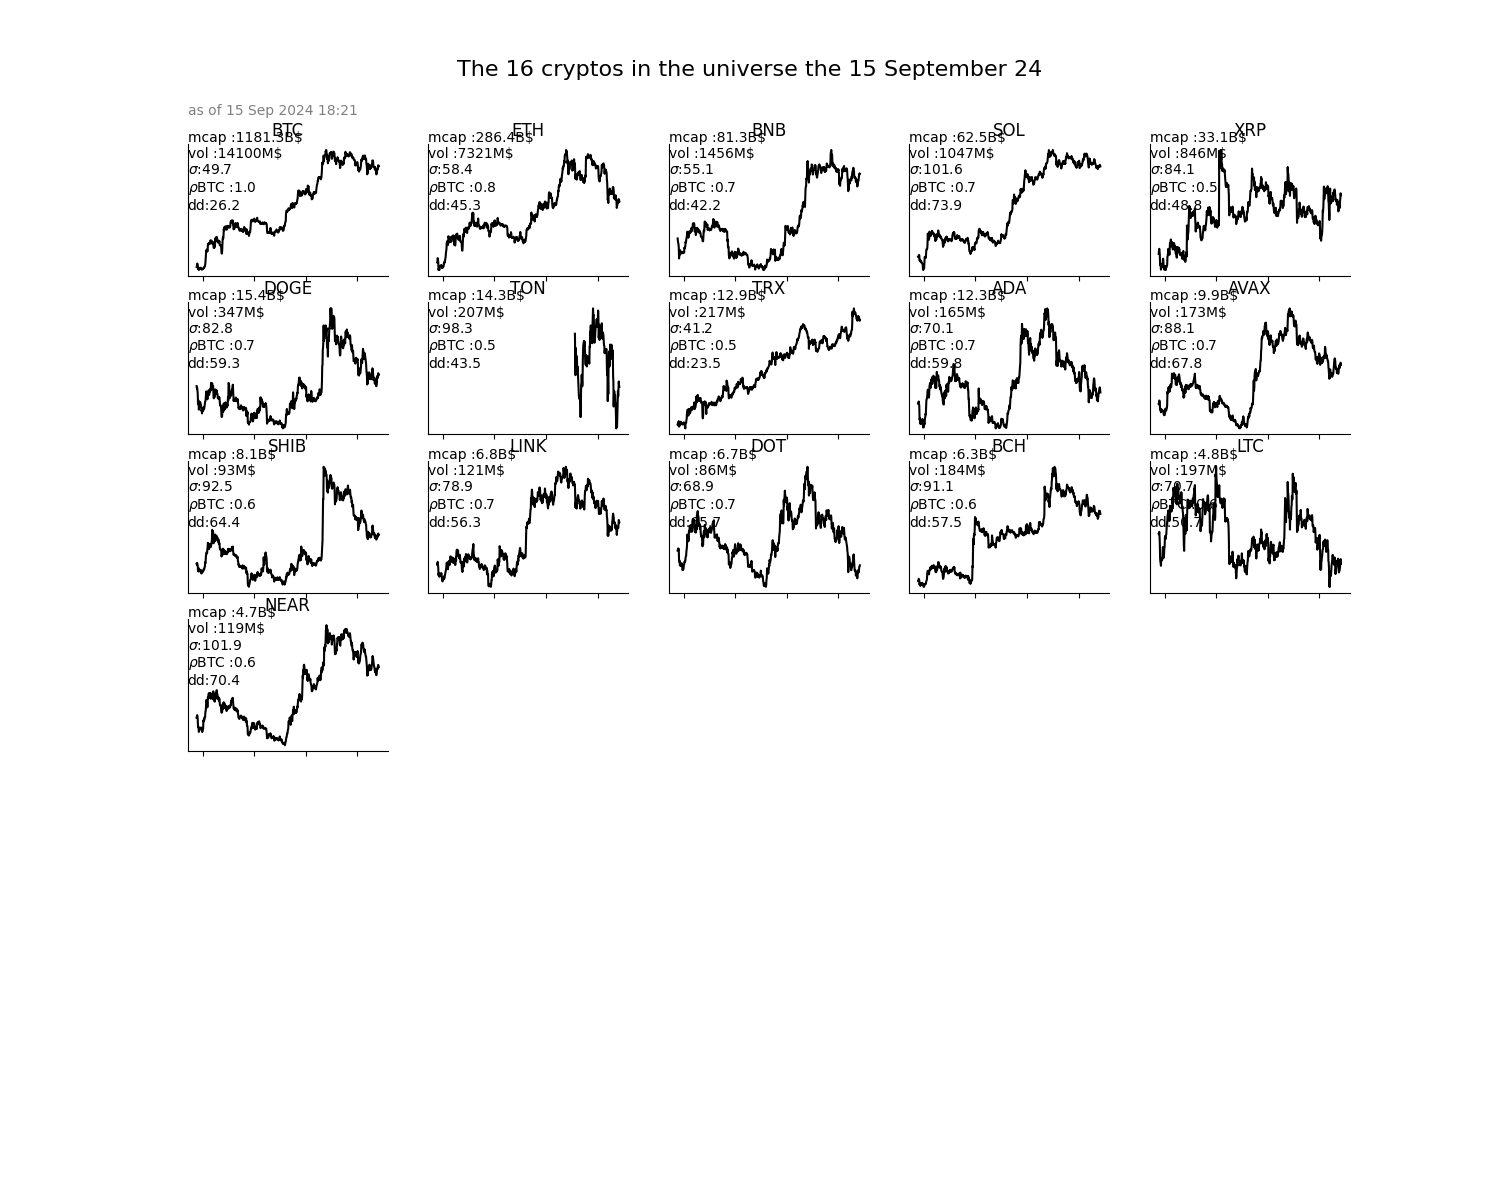 The 16 cryptos in the universe the 15 September 24
as of 15 Sep 2024 18:21
BTC
mcap :1181.3B$
vol :14100M$
σ:49.7
ρBTC :1.0
dd:26.2
ETH
mcap :286.4B$
vol :7321M$
σ:58.4
ρBTC :0.8
dd:45.3
BNB
mcap :81.3B$
vol :1456M$
σ:55.1
ρBTC :0.7
dd:42.2
SOL
mcap :62.5B$
vol :1047M$
σ:101.6
ρBTC :0.7
dd:73.9
XRP
mcap :33.1B$
vol :846M$
σ:84.1
ρBTC :0.5
dd:48.8
DOGE
mcap :15.4B$
vol :347M$
σ:82.8
ρBTC :0.7
dd:59.3
TON
mcap :14.3B$
vol :207M$
σ:98.3
ρBTC :0.5
dd:43.5
TRX
mcap :12.9B$
vol :217M$
σ:41.2
ρBTC :0.5
dd:23.5
ADA
mcap :12.3B$
vol :165M$
σ:70.1
ρBTC :0.7
dd:59.8
AVAX
mcap :9.9B$
vol :173M$
σ:88.1
ρBTC :0.7
dd:67.8
SHIB
mcap :8.1B$
vol :93M$
σ:92.5
ρBTC :0.6
dd:64.4
LINK
mcap :6.8B$
vol :121M$
σ:78.9
ρBTC :0.7
dd:56.3
DOT
mcap :6.7B$
vol :86M$
σ:68.9
ρBTC :0.7
BCH
mcap :6.3B$
vol :184M$
σ:91.1
ρBTC :0.6
dd:57.5
LTC
mcap :4.8B$
vol :197M$
NEAR
mcap :4.7B$
vol :119M$
σ:101.9
ρBTC :0.6
dd:70.4